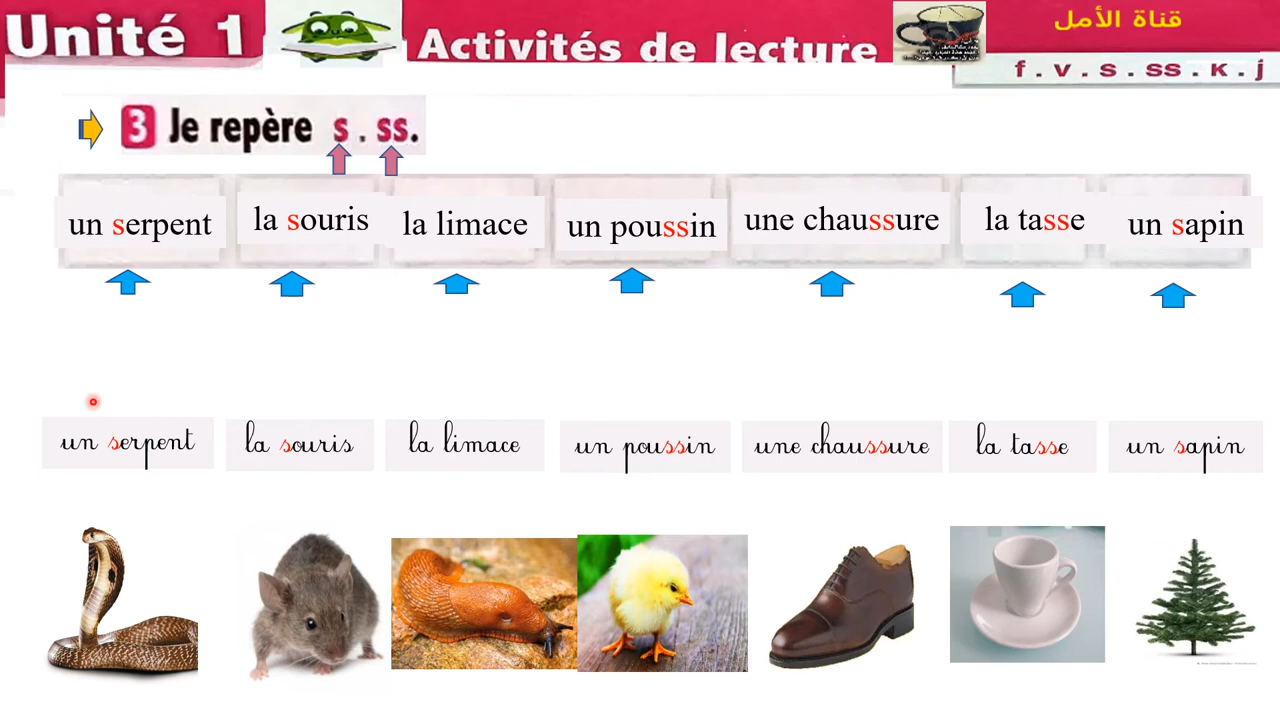 Unité 1
Activités de lecture
قناة الأمل
f . v . s . ss . k . j
3 Je repère s . ss.
un serpent la souris la limace un poussin une chaussure la tasse un sapin
un serpent la souris la limace un poussin une chaussure la tasse un sapin